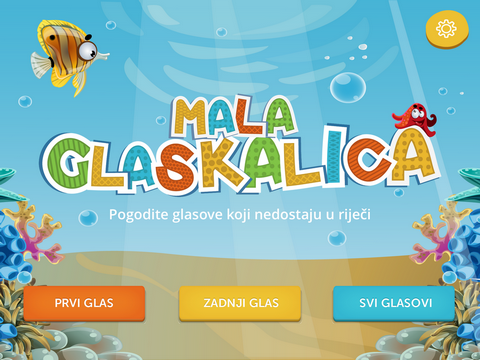 MALA
GLASKALICA
Pogodite glasove koji nedostaju u riječi
PRVI GLAS
ZADNJI GLAS
SVI GLASOVI